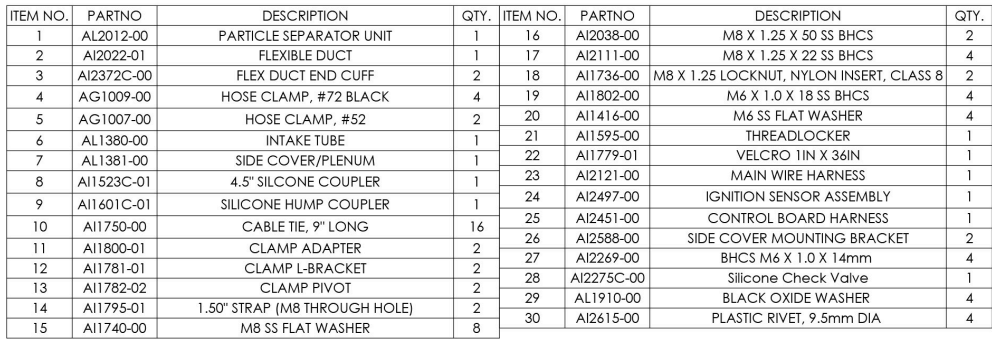 ITEM NO. PARTNO DESCRIPTION QTY.
1 AL2012-00 PARTICLE SEPARATOR UNIT 1
2 AI2022-01 FLEXIBLE DUCT 1
3 AI2372C-00 FLEX DUCT END CUFF 2
4 AG1009-00 HOSE CLAMP, #72 BLACK 4
5 AG1007-00 HOSE CLAMP, #52 2
6 AL1380-00 INTAKE TUBE 1
7 AL1381-00 SIDE COVER/PLENUM 1
8 AI1523C-01 4.5" SILCONE COUPLER 1
9 AI1601C-01 SILICONE HUMP COUPLER 1
10 AI1750-00 CABLE TIE, 9" LONG 16
11 AI1800-01 CLAMP ADAPTER 2
12 AI1781-01 CLAMP L-BRACKET 2
13 AI1782-02 CLAMP PIVOT 2
14 AI1795-01 1.50" STRAP (M8 THROUGH HOLE) 2
15 AI1740-00 M8 SS FLAT WASHER 8
ITEM NO. PARTNO DESCRIPTION QTY.
16 AI2038-00 M8 X 1.25 X 50 SS BHCS 2
17 AI2111-00 M8 X 1.25 X 22 SS BHCS 4
18 AI1736-00 M8 X 1.25 LOCKNUT, NYLON INSERT, CLASS 8 2
19 AI1802-00 M6 X 1.0 X 18 SS BHCS 4
20 AI1416-00 M6 SS FLAT WASHER 4
21 AI1595-00 THREADLOCKER 1
22 AI1779-01 VELCRO 1IN X 36IN 1
23 AI2121-00 MAIN WIRE HARNESS 1
24 AI2497-00 IGNITION SENSOR ASSEMBLY 1
25 AI2451-00 CONTROL BOARD HARNESS 1
26 AI2588-00 SIDE COVER MOUNTING BRACKET 2
27 AI2269-00 BHCS M6 X 1.0 X 14mm 4
28 AI2275C-00 Silicone Check Valve 1
29 AL1910-00 BLACK OXIDE WASHER 4
30 AI2615-00 PLASTIC RIVET, 9.5mm DIA 4